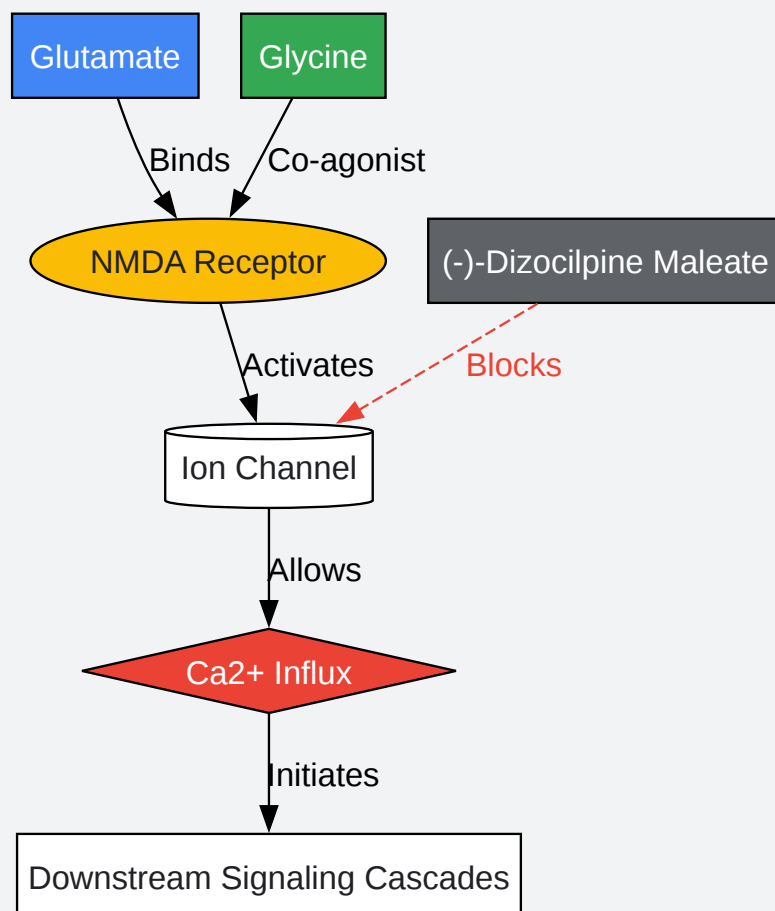 Glutamate
Glycine
Binds
Co-agonist
NMDA Receptor
(-)-Dizocilpine Maleate
Activates
Blocks
Ion Channel
Allows
Ca2+ Influx
Initiates
Downstream Signaling Cascades